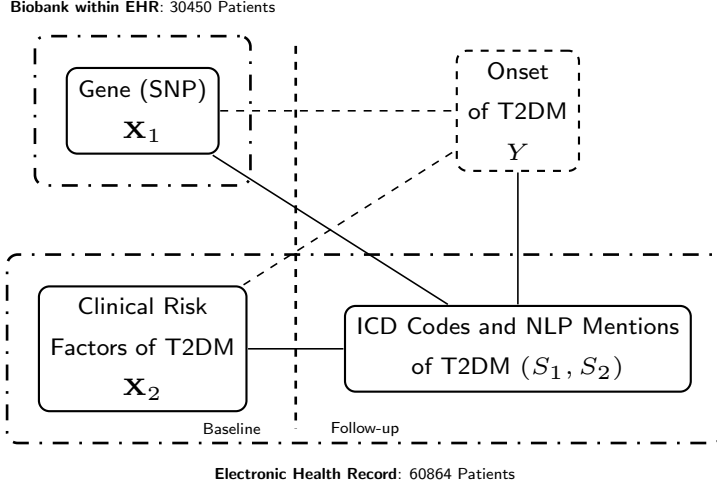 Biobank within EHR: 30450 Patients
Gene (SNP)
X₁
Onset
of T2DM
Y
Clinical Risk
Factors of T2DM
X₂
ICD Codes and NLP Mentions
of T2DM (S₁, S₂)
Baseline
Follow-up
Electronic Health Record: 60864 Patients